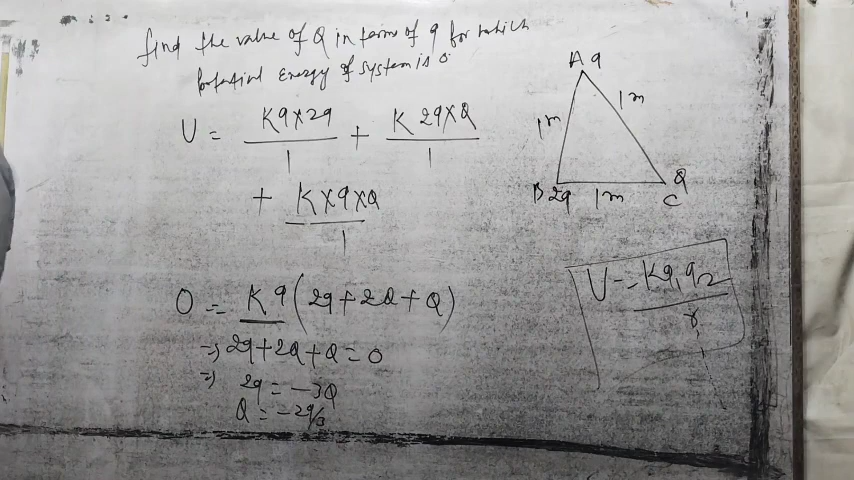 find the value of Q in term of q for which
potential Energy of system is 0
U = Kq×2q/1 + K 2q×Q/1
+ K×q×Q/1
0 = Kq(2q+2Q+Q)
=> 2q+2Q+Q=0
=> 2q = -3Q
Q = -2q/3
A q
1m
1m
B 2q 1m C Q
U = Kq1q2/r